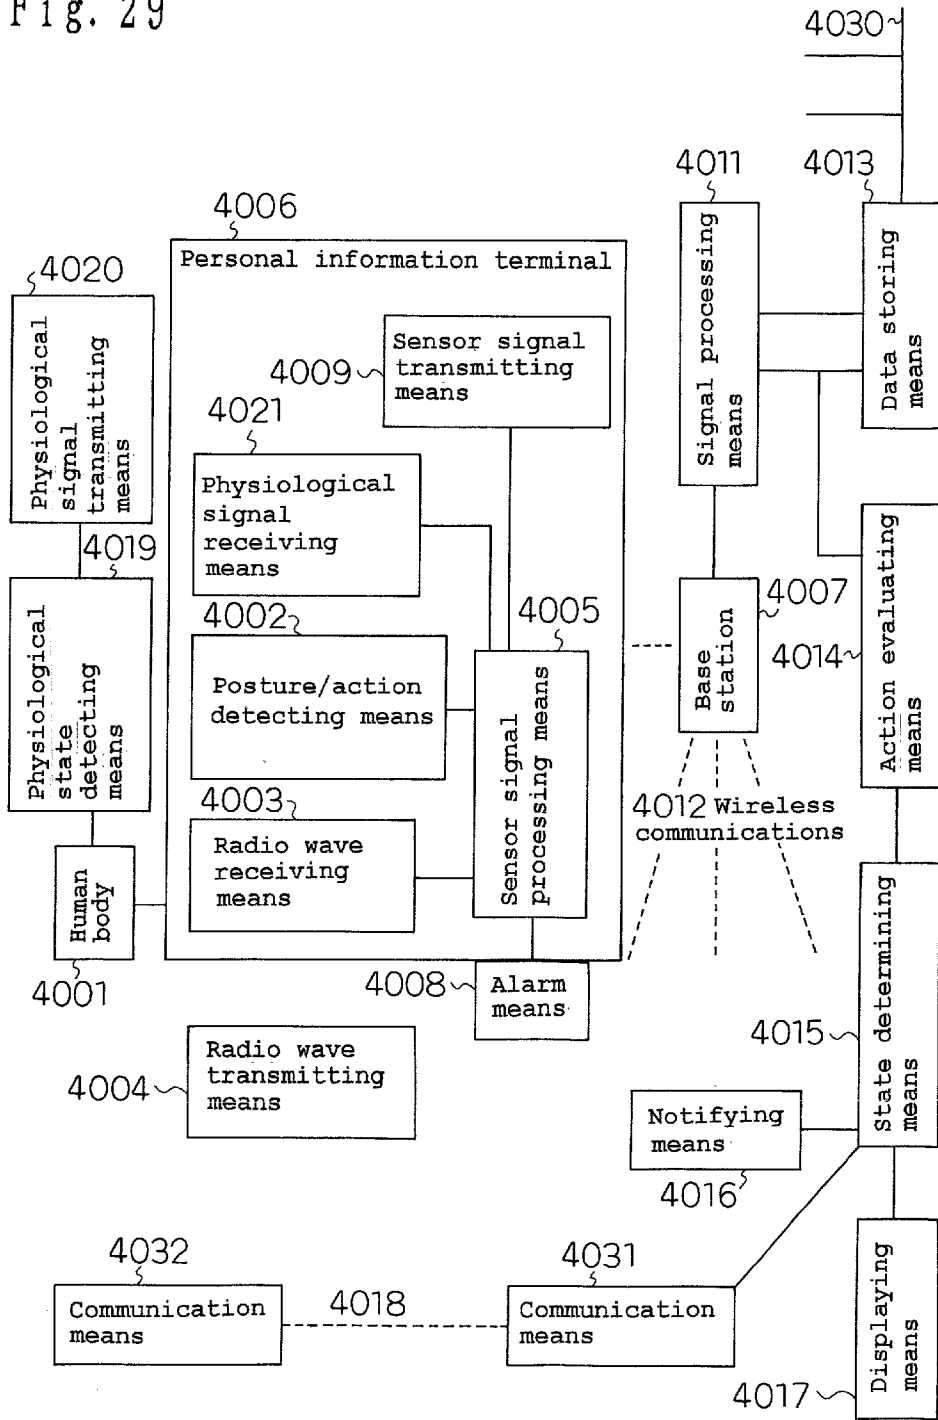 Fig. 29
4030
4011
4013
Signal processing
means
Data storing
means
4006
Personal information terminal
4020
Physiological
signal
transmitting
means
4009
Sensor signal
transmitting
means
4021
Physiological
signal
receiving
means
4019
Physiological
state
detecting
means
4002
Posture/action
detecting means
4005
Sensor signal
processing means
4003
Radio wave
receiving
means
4007
Base
station
4014
Action evaluating
means
4012 Wireless
communications
Human
body
4001
4008
Alarm
means
4004
Radio wave
transmitting
means
4015
State determining
means
Notifying
means
4016
4032
Communication
means
4018
4031
Communication
means
4017
Displaying
means